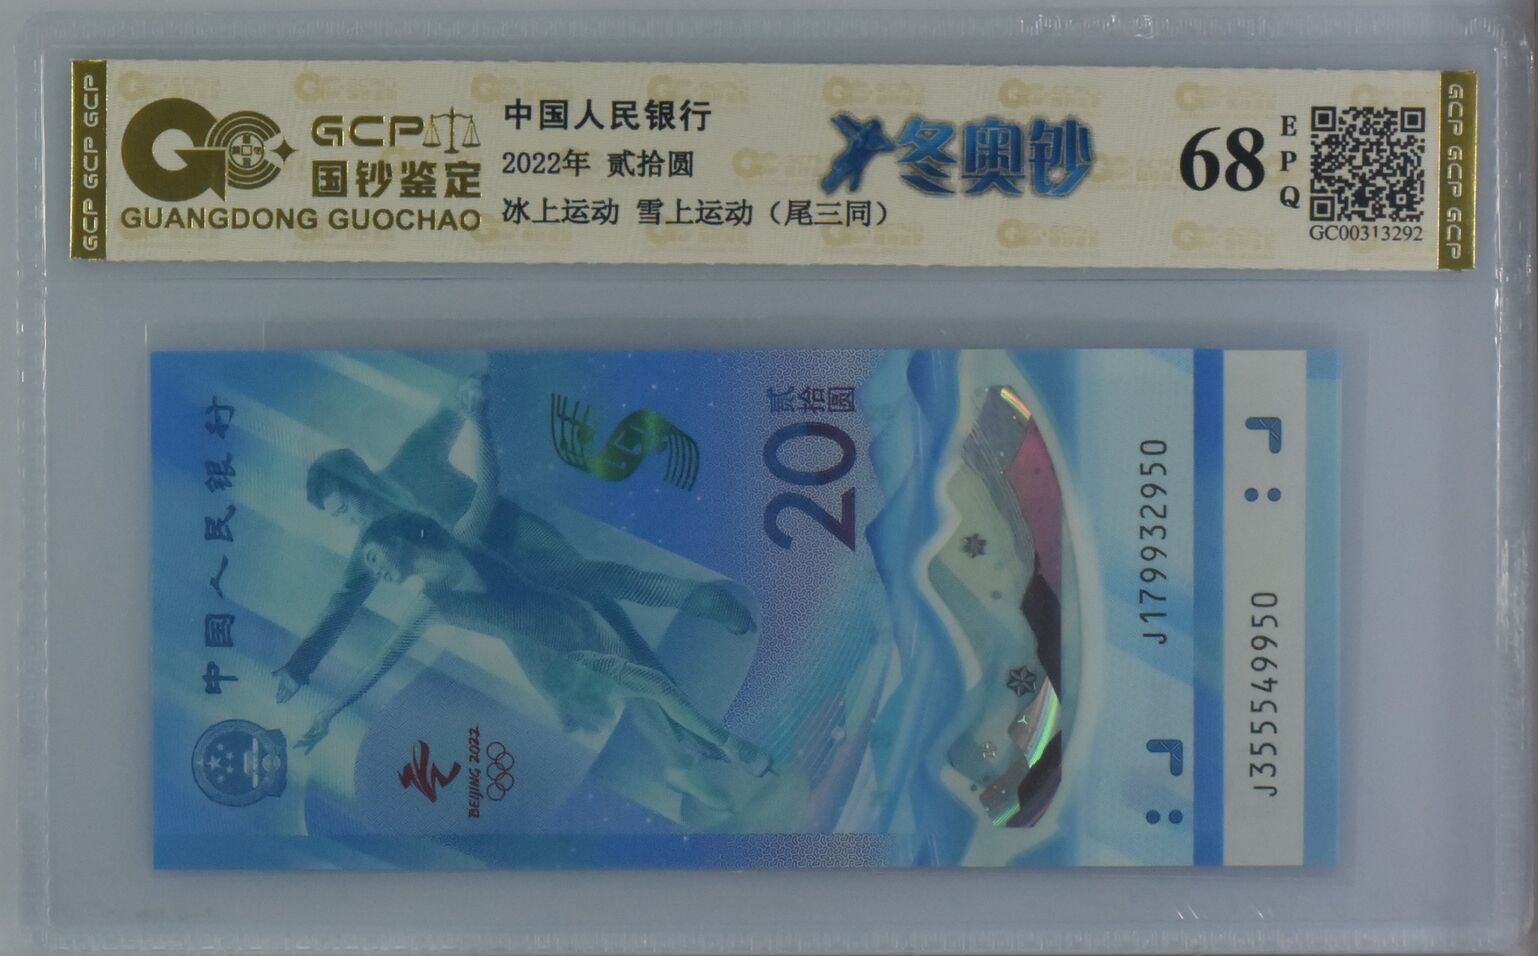 GCP GCP GCP
GCP
国钞鉴定
GUANGDONG GUOCHAO
中国人民银行
2022年 贰拾圆
冰上运动 雪上运动（尾三同）
冬奥钞
68
EPQ
GC00313292
GCP GCP GCP
中国人民银行
BEIJING 2022
贰拾圆
20
J179932950
J355549950